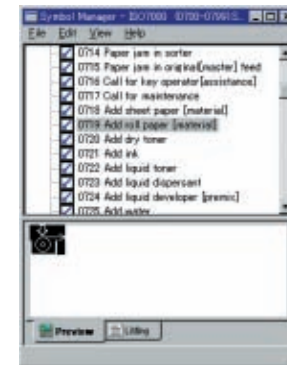 Symbol Manager - ISO7000 (0700-0799)
File Edit View Help
0714 Paper jam in sorter
0715 Paper jam in original[master] feed
0716 Call for key operator[assistance]
0717 Call for maintenance
0718 Add sheet paper [material]
0719 Add roll paper [material]
0720 Add dry toner
0721 Add ink
0722 Add liquid toner
0723 Add liquid dispersant
0724 Add liquid developer [premix]
0725 Add water
Preview Listing